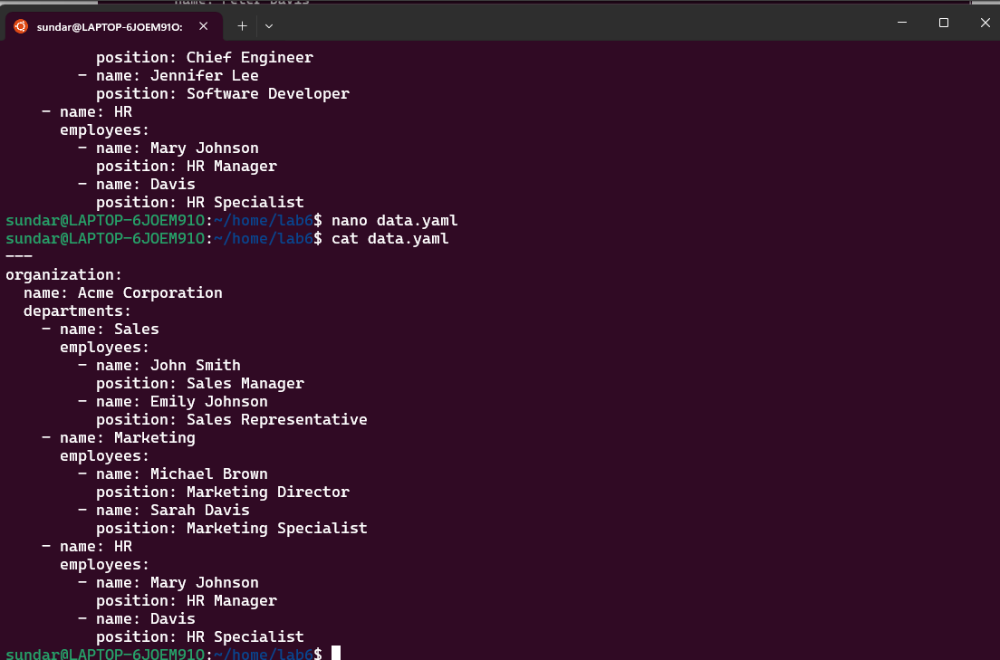 name: Peter Davis
sundar@LAPTOP-6JOEM91O:
position: Chief Engineer
- name: Jennifer Lee
position: Software Developer
- name: HR
employees:
- name: Mary Johnson
position: HR Manager
- name: Davis
position: HR Specialist
sundar@LAPTOP-6JOEM91O:~/home/lab6$ nano data.yaml
sundar@LAPTOP-6JOEM91O:~/home/lab6$ cat data.yaml
---
organization:
name: Acme Corporation
departments:
- name: Sales
employees:
- name: John Smith
position: Sales Manager
- name: Emily Johnson
position: Sales Representative
- name: Marketing
employees:
- name: Michael Brown
position: Marketing Director
- name: Sarah Davis
position: Marketing Specialist
- name: HR
employees:
- name: Mary Johnson
position: HR Manager
- name: Davis
position: HR Specialist
sundar@LAPTOP-6JOEM91O:~/home/lab6$